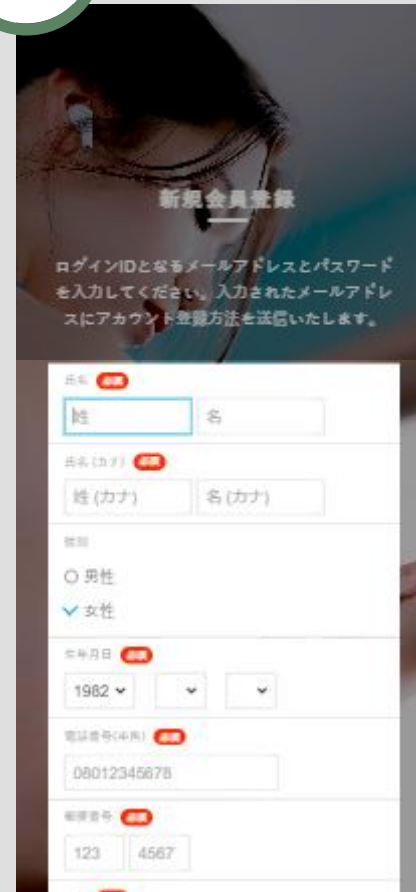 新規会員登録
ログインIDとなるメールアドレスとパスワード
を入力してください。入力されたメールアドレ
スにアカウント登録方法を送信いたします。
氏名 必須
姓 名
氏名(カナ) 必須
姓(カナ) 名(カナ)
性別
男性
女性
生年月日 必須
1982
電話番号(半角) 必須
08012345678
郵便番号 必須
123 4567